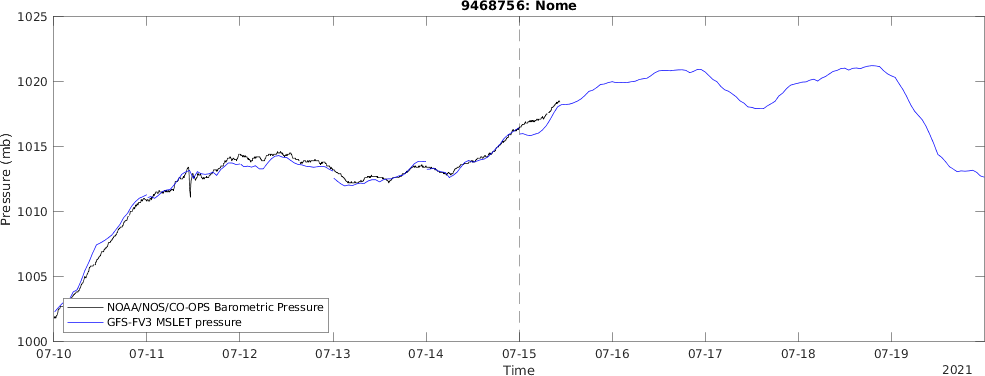 9468756: Nome
1025
1020
1015
1010
1005
1000
Pressure (mb)
NOAA/NOS/CO-OPS Barometric Pressure
GFS-FV3 MSLET pressure
07-10 07-11 07-12 07-13 07-14 07-15 07-16 07-17 07-18 07-19
Time
2021